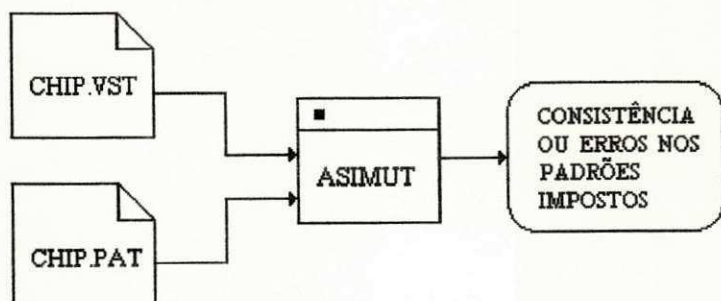 CHIP.VST
ASIMUT
CONSISTÊNCIA
OU ERROS NOS
PADRÕES
IMPOSTOS
CHIP.PAT